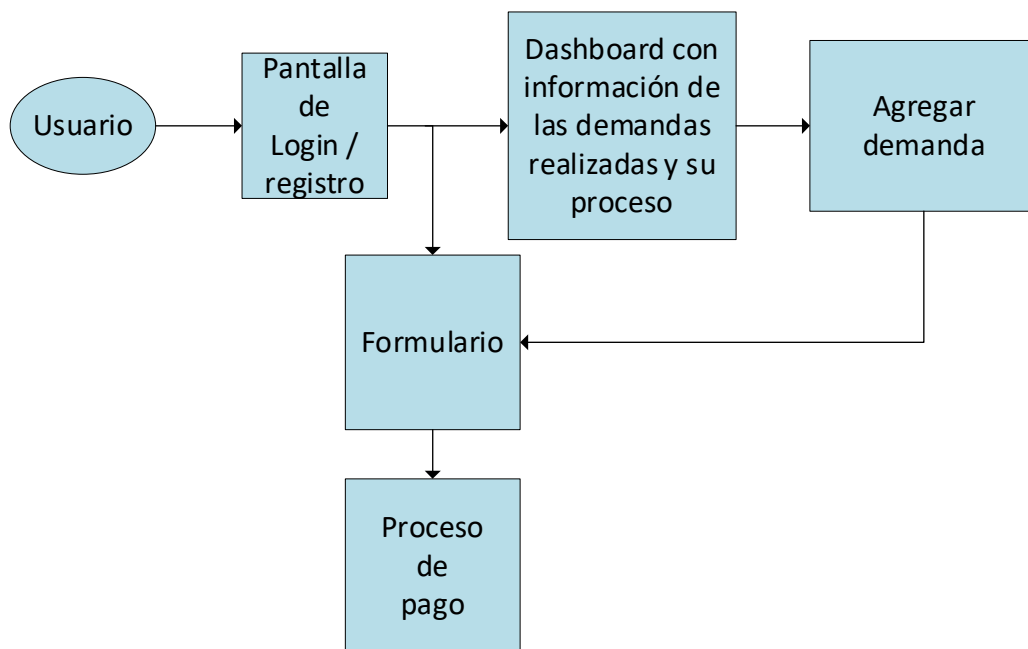 Usuario
Pantalla
de
Login /
registro
Dashboard con
información de
las demandas
realizadas y su
proceso
Agregar
demanda
Formulario
Proceso
de
pago